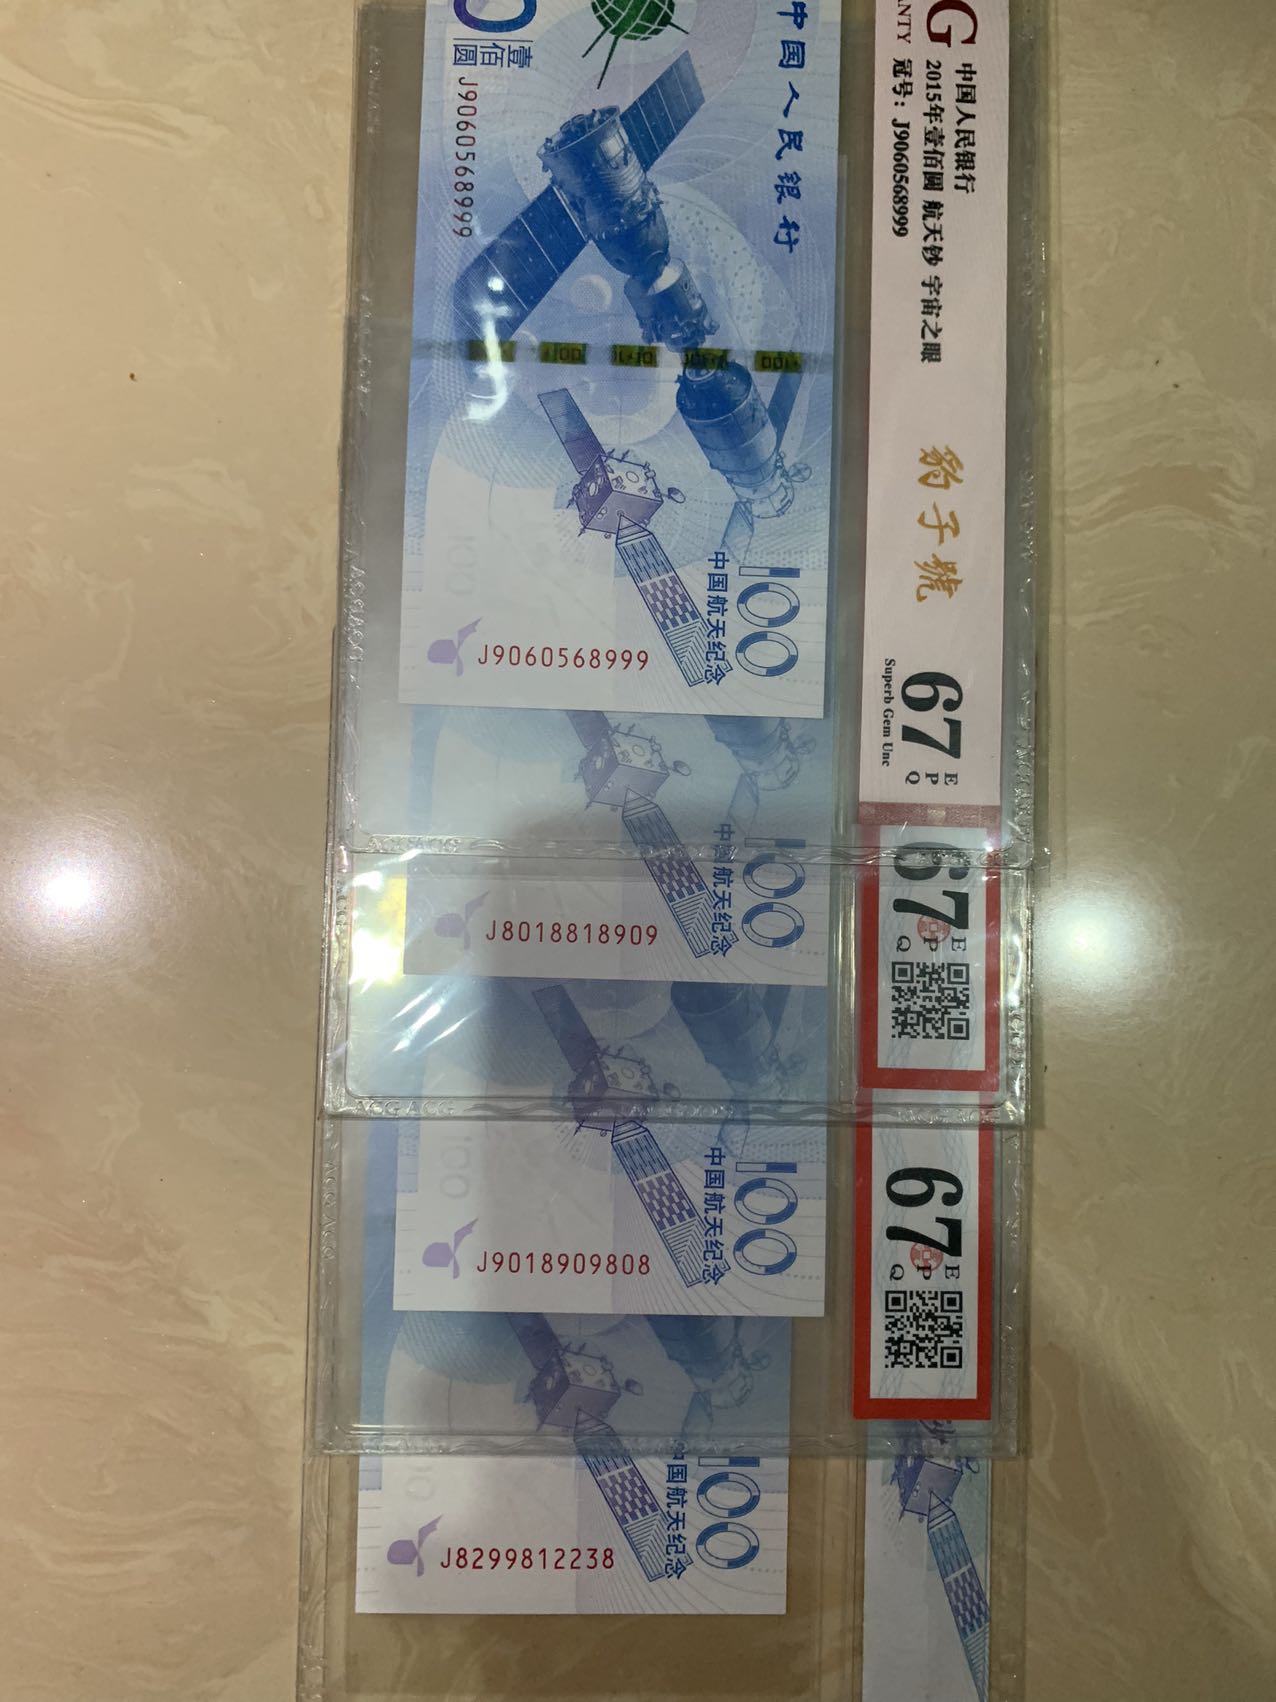 中国人民银行
壹佰圆
J9060568999
100
中国航天纪念
J9060568999
G
ANTY
中国人民银行
2015年壹佰圆 航天钞 宇宙之眼
冠号：J9060568999
豹子號
67 EPQ
Superb Gem Unc
100
中国航天纪念
J8018818909
67 EPQ
ACG ACG
100
中国航天纪念
J9018909808
67 EPQ
100
中国航天纪念
J8299812238